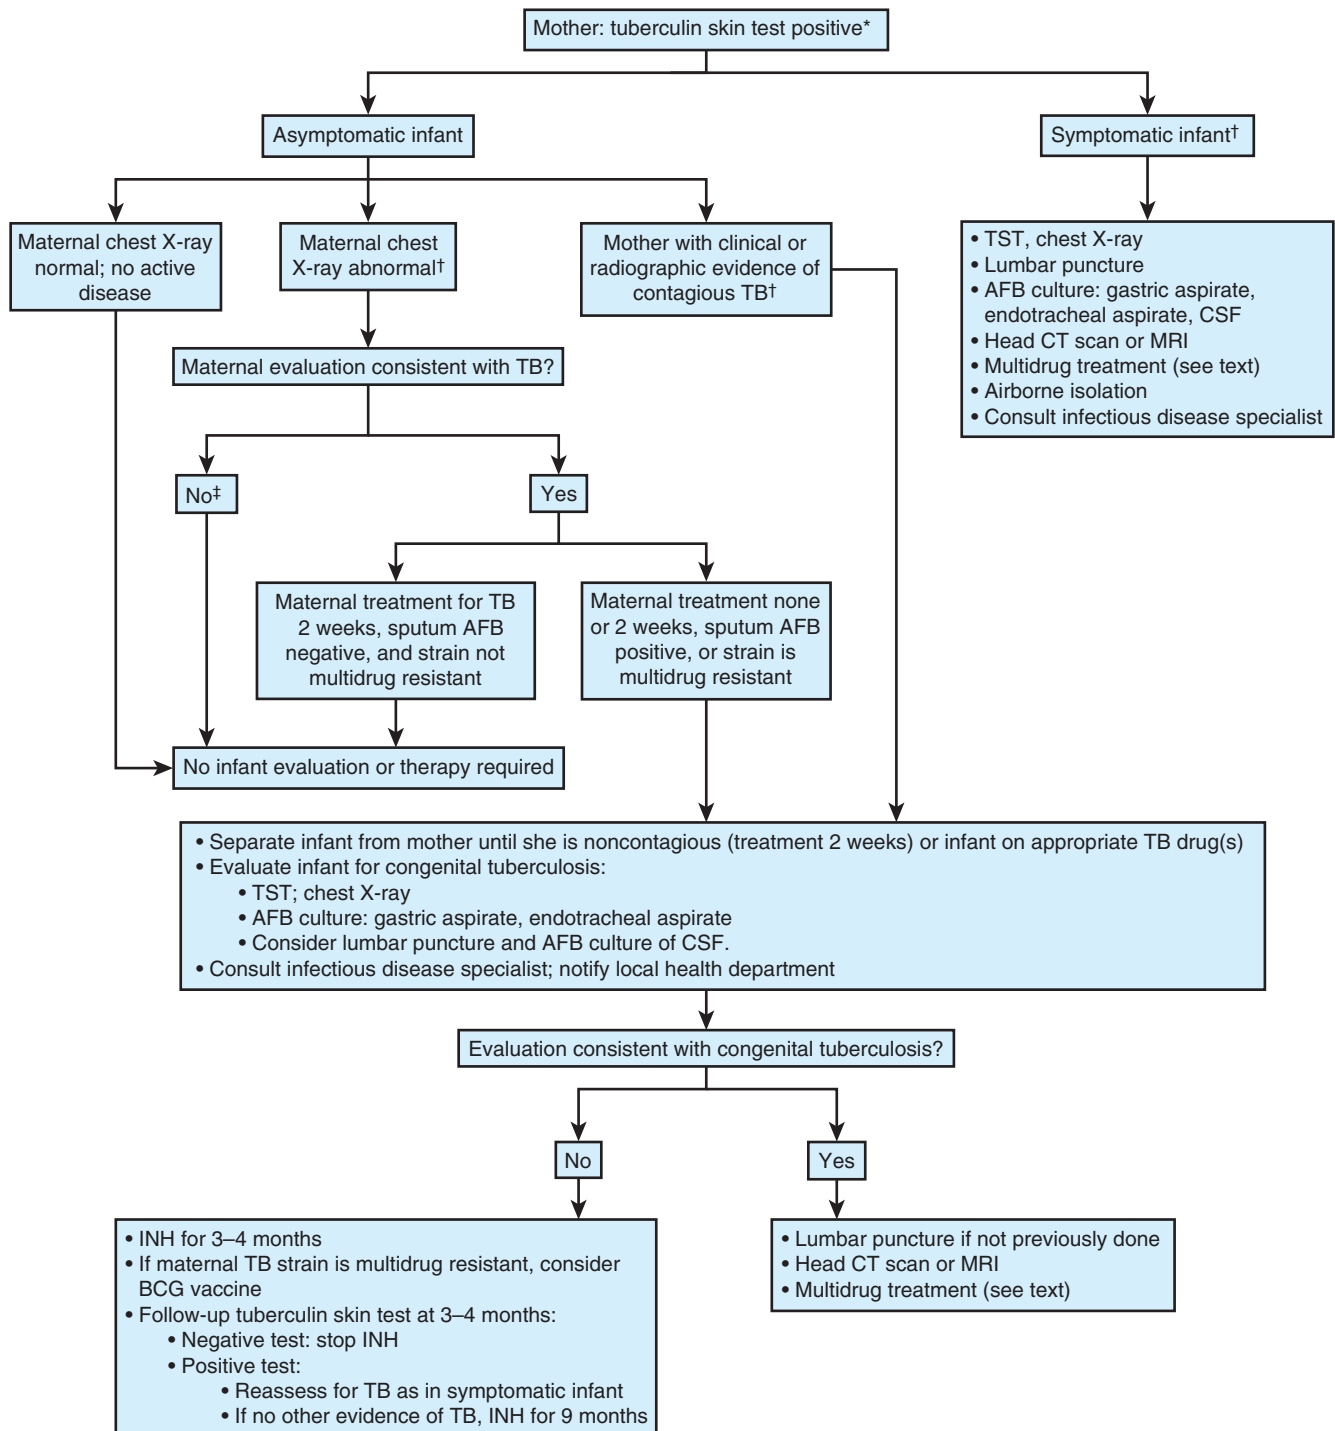 Mother: tuberculin skin test positive*
Asymptomatic infant
Symptomatic infant†
Maternal chest X-ray
normal; no active
disease
Maternal chest
X-ray abnormal†
Mother with clinical or
radiographic evidence of
contagious TB†
• TST, chest X-ray
• Lumbar puncture
• AFB culture: gastric aspirate,
endotracheal aspirate, CSF
• Head CT scan or MRI
• Multidrug treatment (see text)
• Airborne isolation
• Consult infectious disease specialist
Maternal evaluation consistent with TB?
No‡
Yes
Maternal treatment for TB
2 weeks, sputum AFB
negative, and strain not
multidrug resistant
Maternal treatment none
or 2 weeks, sputum AFB
positive, or strain is
multidrug resistant
No infant evaluation or therapy required
• Separate infant from mother until she is noncontagious (treatment 2 weeks) or infant on appropriate TB drug(s)
• Evaluate infant for congenital tuberculosis:
• TST; chest X-ray
• AFB culture: gastric aspirate, endotracheal aspirate
• Consider lumbar puncture and AFB culture of CSF.
• Consult infectious disease specialist; notify local health department
Evaluation consistent with congenital tuberculosis?
No
Yes
• INH for 3–4 months
• If maternal TB strain is multidrug resistant, consider
BCG vaccine
• Follow-up tuberculin skin test at 3–4 months:
• Negative test: stop INH
• Positive test:
• Reassess for TB as in symptomatic infant
• If no other evidence of TB, INH for 9 months
• Lumbar puncture if not previously done
• Head CT scan or MRI
• Multidrug treatment (see text)